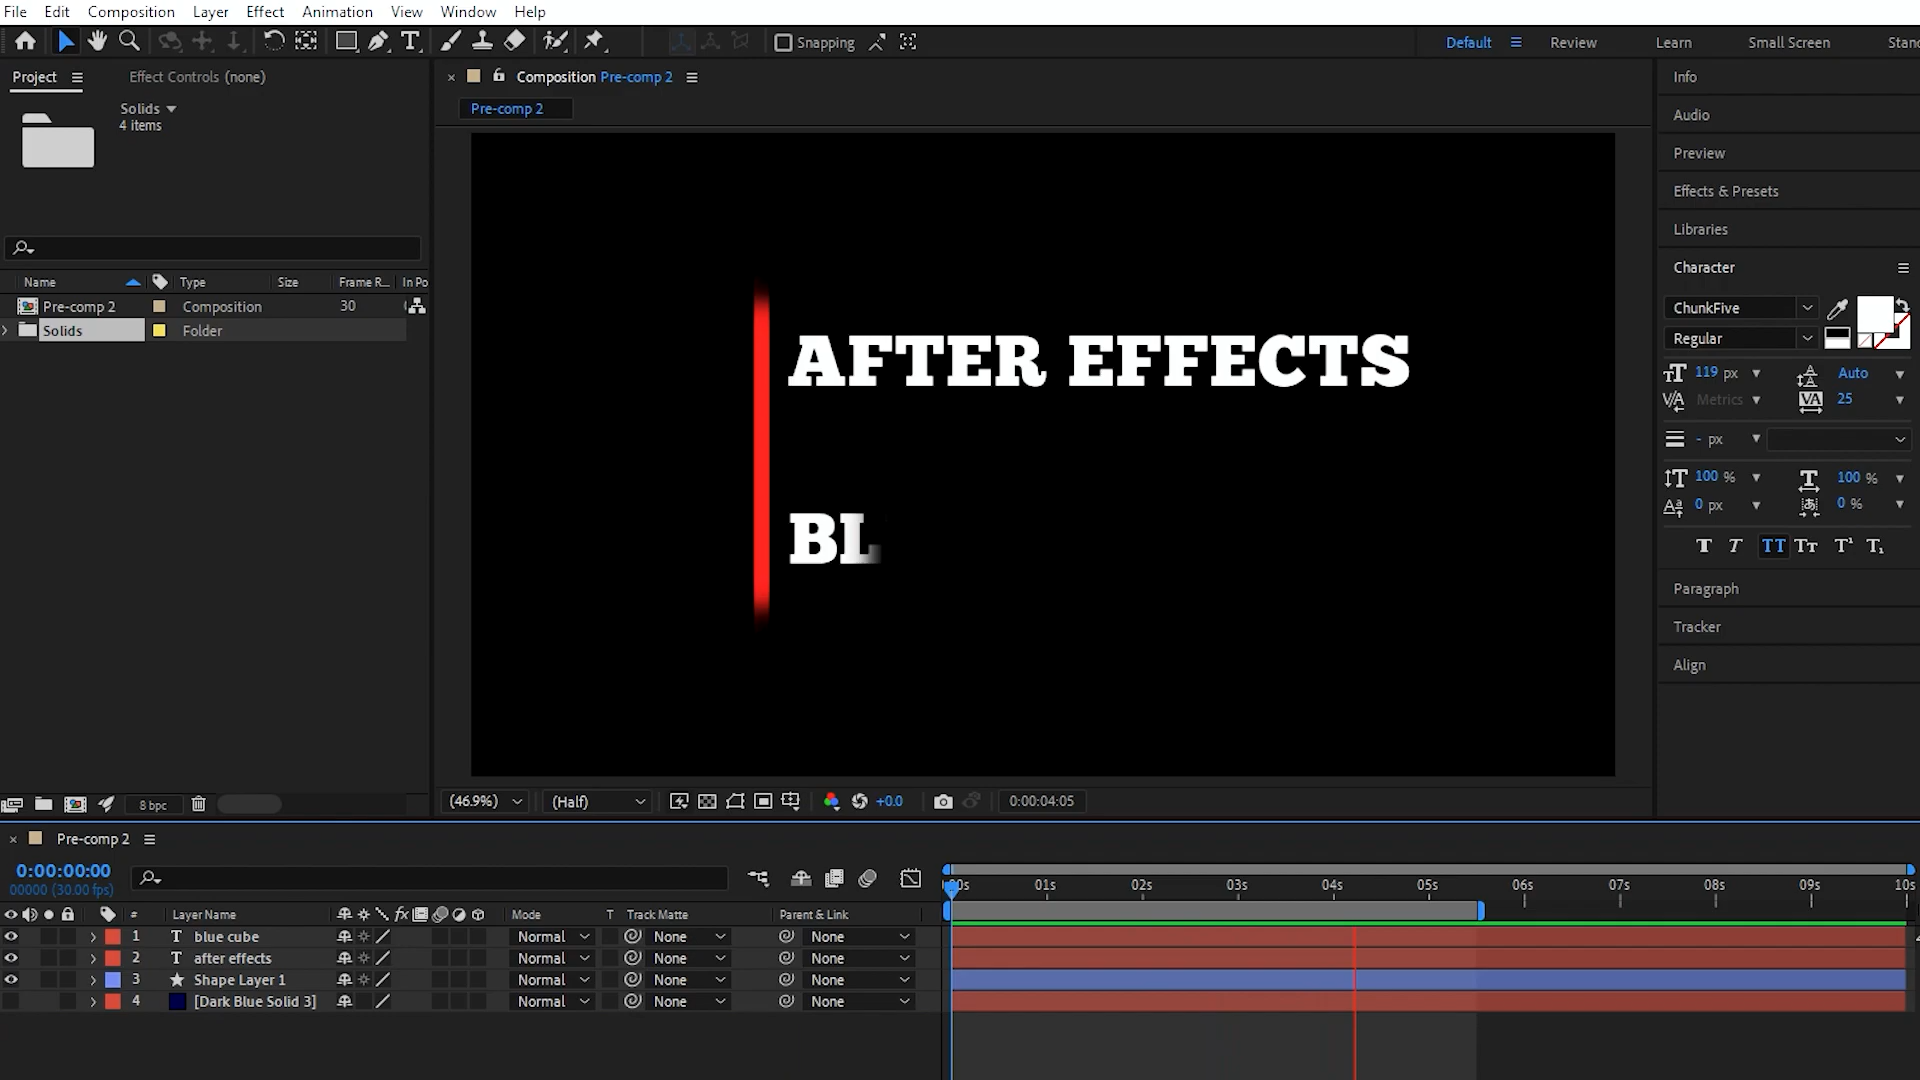 File Edit Composition Layer Effect Animation View Window Help
Snapping
Default Review Learn Small Screen Stand
Project Effect Controls (none)
Solids
4 items
Name Type Size Frame R... In Po
Pre-comp 2 Composition 30
Solids Folder
8 bpc
Composition Pre-comp 2
Pre-comp 2
AFTER EFFECTS
BL
(46.9%) (Half) +0.0 0:00:04:05
Info
Audio
Preview
Effects & Presets
Libraries
Character
ChunkFive
Regular
119 px Auto
Metrics 25
- px
100 % 100 %
0 px 0 %
Paragraph
Tracker
Align
Pre-comp 2
0:00:00:00
00000 (30.00 fps)
00s 01s 02s 03s 04s 05s 06s 07s 08s 09s 10s
# Layer Name fx Mode T Track Matte Parent & Link
1 T blue cube Normal None None
2 T after effects Normal None None
3 Shape Layer 1 Normal None None
4 [Dark Blue Solid 3] Normal None None